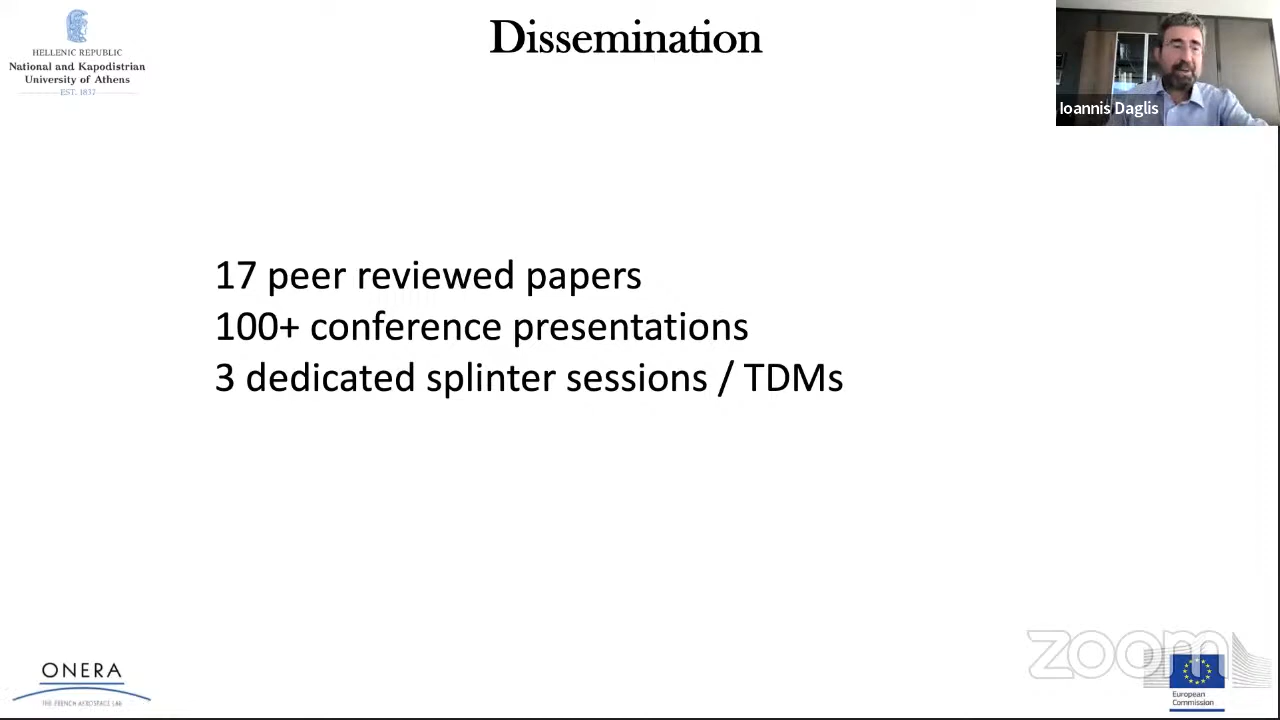 HELLENIC REPUBLIC
National and Kapodistrian
University of Athens
EST. 1837
Dissemination
Ioannis Daglis
17 peer reviewed papers
100+ conference presentations
3 dedicated splinter sessions / TDMs
ONERA
THE FRENCH AEROSPACE LAB
zoom
European
Commission